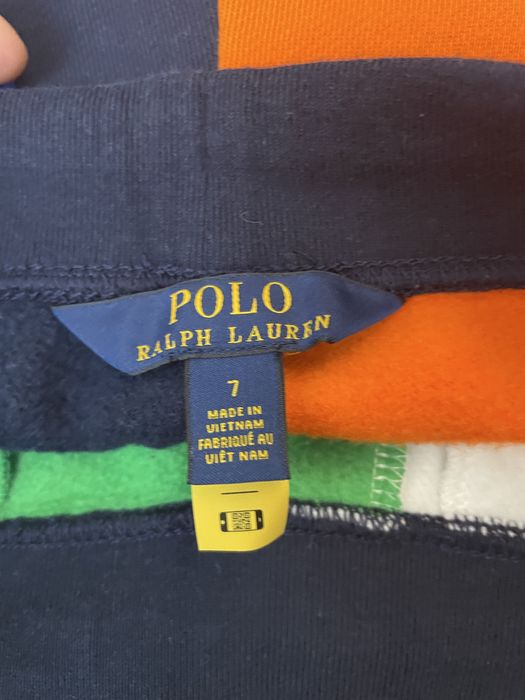 POLO
RALPH LAUREN
7
MADE IN
VIETNAM
FABRIQUÉ AU
VIÊT NAM